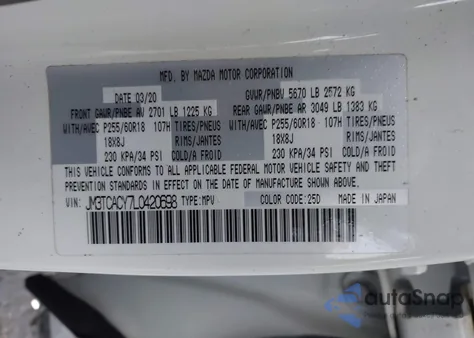 MFD. BY MAZDA MOTOR CORPORATION
DATE 03/20 GVWR/PNBV 5670 LB 2572 KG
FRONT GAWR/PNBE AV 2701 LB 1225 KG REAR GAWR/PNBE AR 3049 LB 1383 KG
WITH/AVEC P255/60R18 107H TIRES/PNEUS WITH/AVEC P255/60R18 107H TIRES/PNEUS
18X8J RIMS/JANTES 18X8J RIMS/JANTES
230 KPA/34 PSI COLD/A FROID 230 KPA/34 PSI COLD/A FROID
THIS VEHICLE CONFORMS TO ALL APPLICABLE FEDERAL MOTOR VEHICLE SAFETY AND THEFT
PREVENTION STANDARDS IN EFFECT ON THE DATE OF MANUFACTURE SHOWN ABOVE.
VIN: JM3TCACY7L0420698 TYPE:MPV COLOR CODE:25D MADE IN JAPAN
autoSnap